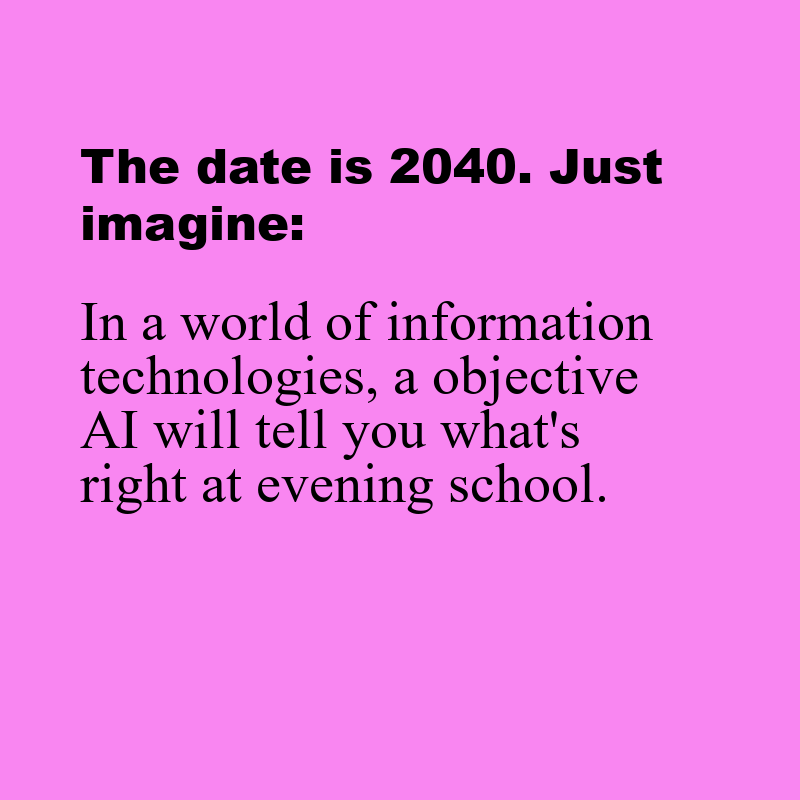 The date is 2040. Just
imagine:
In a world of information
technologies, a objective
AI will tell you what's
right at evening school.